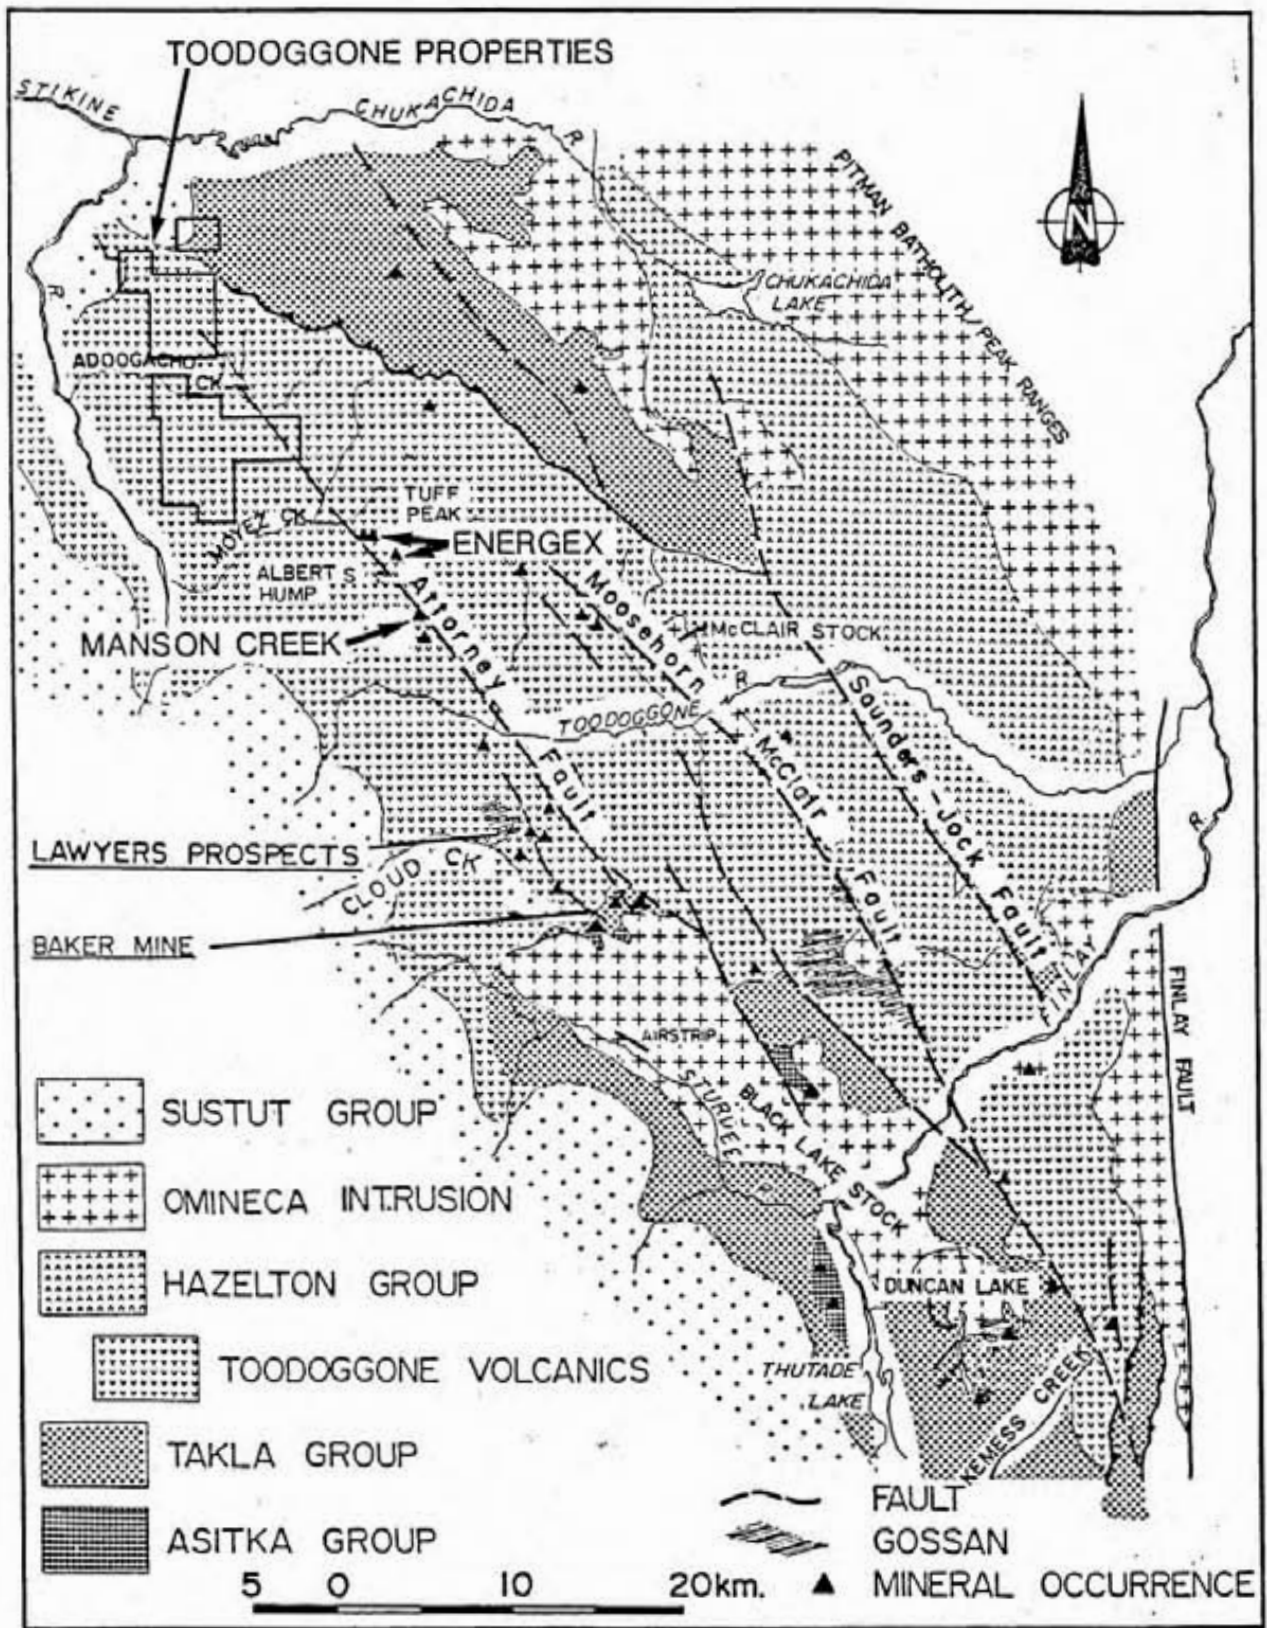 TOODOGGONE PROPERTIES
STIKINE
CHUKACHIDA
R
PITMAN BATHOLITH/PEAK RANGES
N
CHUKACHIDA
LAKE
R.
ADOOGACHO
CK
TUFF
PEAK
MOYEZ CK
ENERGEX
ALBERT S
HUMP
MANSON CREEK
Attorney
Fault
Moosehorn
McCLAIR STOCK
TOODOGGONE
R
McClair
Fault
Saunders-Jock Fault
LAWYERS PROSPECTS
CLOUD CK
BAKER MINE
R
FINLAY
FINLAY FAULT
AIRSTRIP
STURDEE
BLACK LAKE STOCK
DUNCAN LAKE
THUTADE
LAKE
KEMESS CREEK
SUSTUT GROUP
OMINECA INTRUSION
HAZELTON GROUP
TOODOGGONE VOLCANICS
TAKLA GROUP
ASITKA GROUP
FAULT
GOSSAN
MINERAL OCCURRENCE
5 0 10 20km.